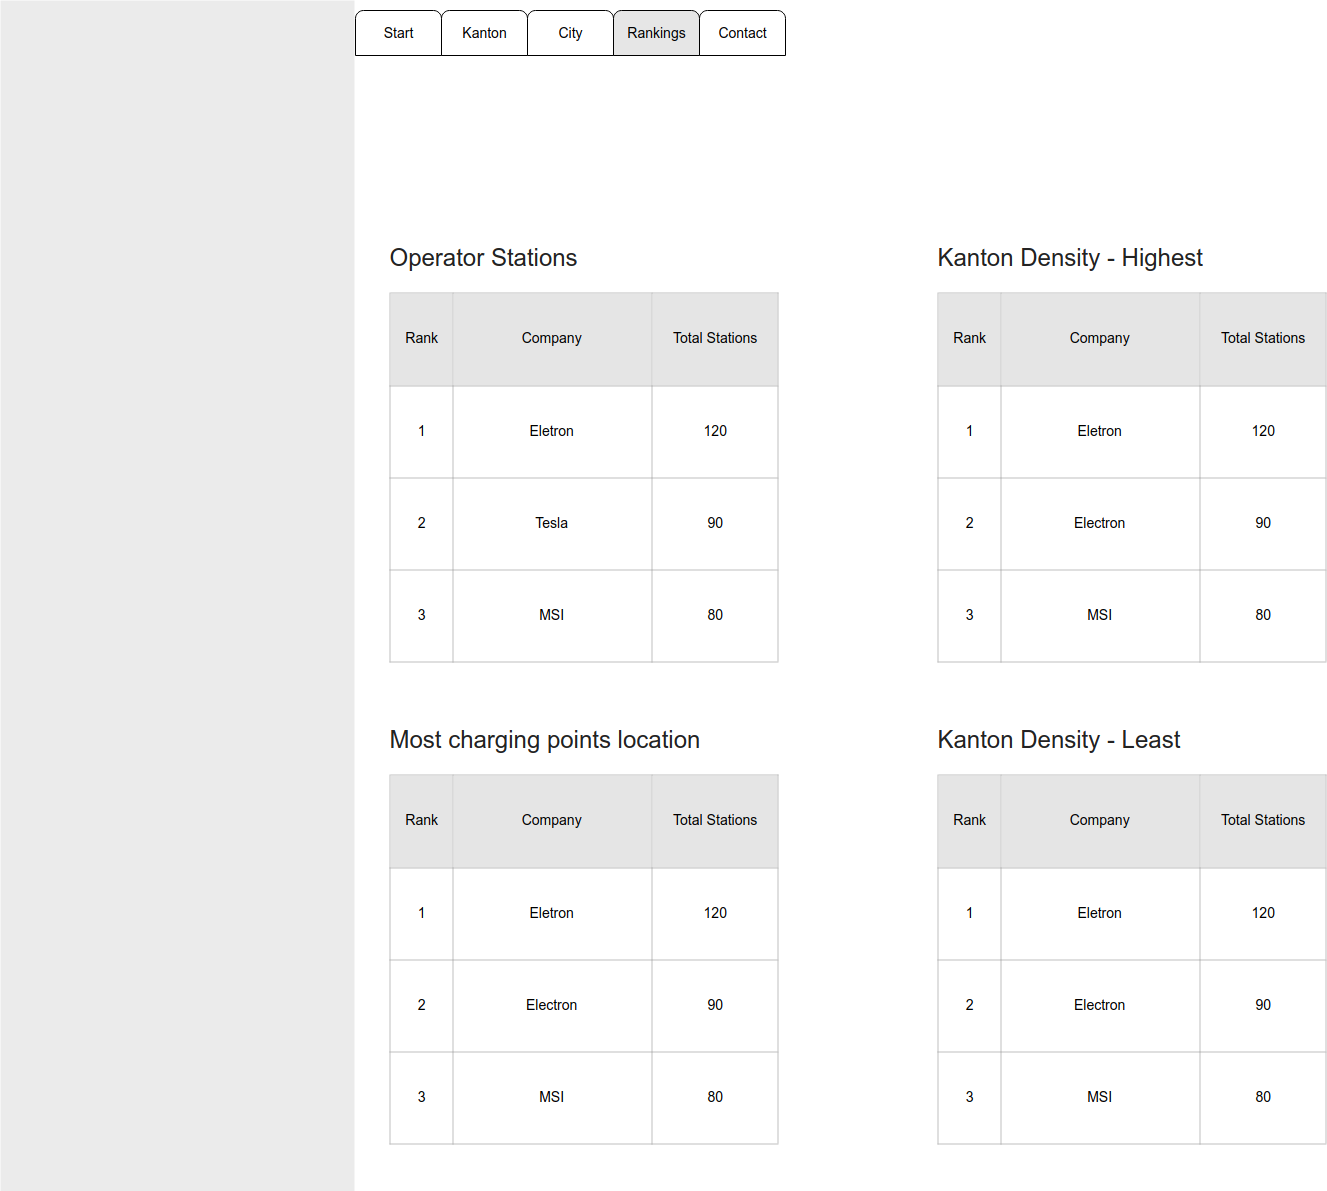 Start Kanton City Rankings Contact
Operator Stations
Rank Company Total Stations
1 Eletron 120
2 Tesla 90
3 MSI 80
Kanton Density - Highest
Rank Company Total Stations
1 Eletron 120
2 Electron 90
3 MSI 80
Most charging points location
Rank Company Total Stations
1 Eletron 120
2 Electron 90
3 MSI 80
Kanton Density - Least
Rank Company Total Stations
1 Eletron 120
2 Electron 90
3 MSI 80